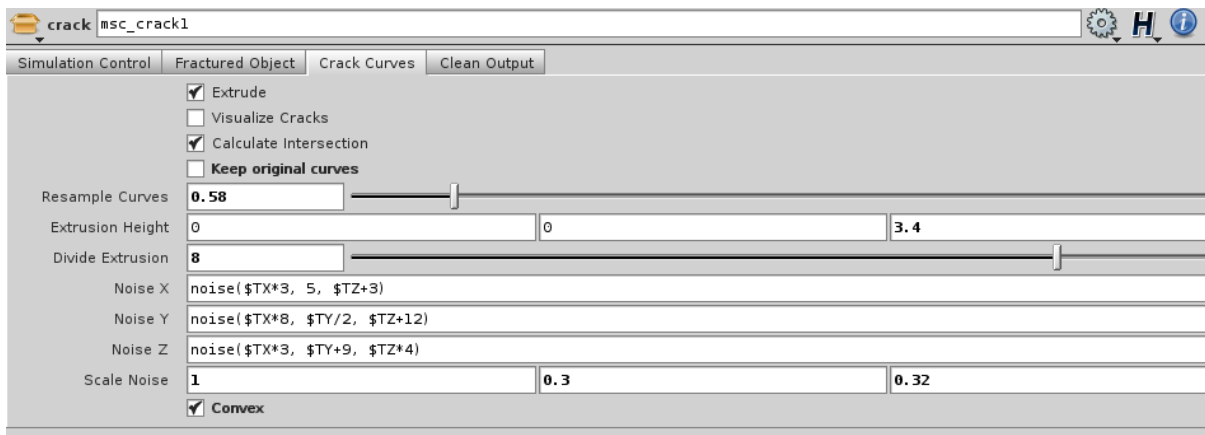 crack msc_crack1
Simulation Control Fractured Object Crack Curves Clean Output
Extrude
Visualize Cracks
Calculate Intersection
Keep original curves
Resample Curves 0.58
Extrusion Height 0 0 3.4
Divide Extrusion 8
Noise X noise($TX*3, 5, $TZ+3)
Noise Y noise($TX*8, $TY/2, $TZ+12)
Noise Z noise($TX*3, $TY+9, $TZ*4)
Scale Noise 1 0.3 0.32
Convex